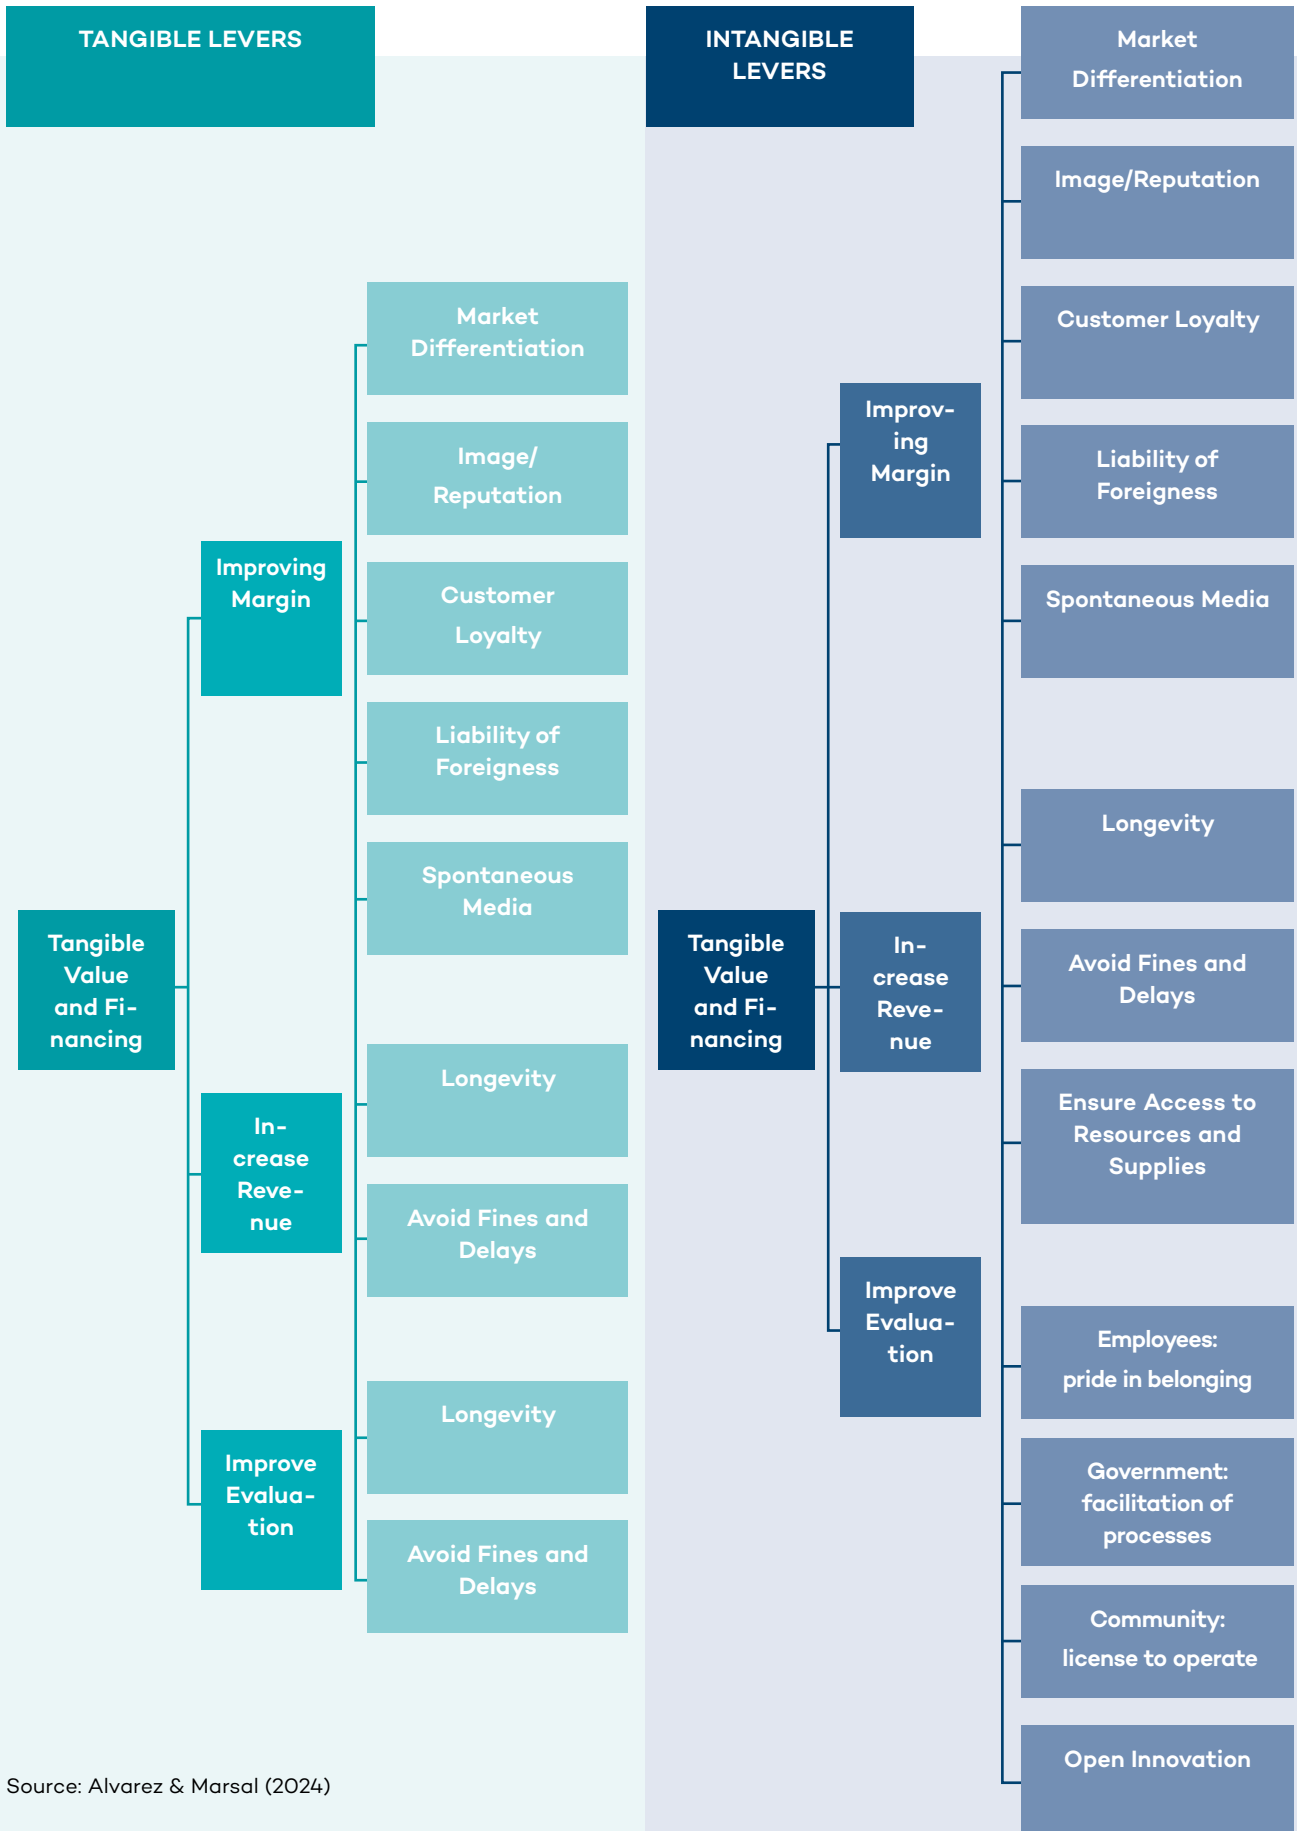 TANGIBLE LEVERS
Tangible
Value
and Fi-
nancing
Improving
Margin
Market
Differentiation
Image/
Reputation
Customer
Loyalty
Liability of
Foreigness
Spontaneous
Media
In-
crease
Reve-
nue
Longevity
Avoid Fines and
Delays
Improve
Evalua-
tion
Longevity
Avoid Fines and
Delays
INTANGIBLE
LEVERS
Tangible
Value
and Fi-
nancing
Improv-
ing
Margin
Market
Differentiation
Image/Reputation
Customer Loyalty
Liability of
Foreigness
Spontaneous Media
In-
crease
Reve-
nue
Longevity
Avoid Fines and
Delays
Ensure Access to
Resources and
Supplies
Improve
Evalua-
tion
Employees:
pride in belonging
Government:
facilitation of
processes
Community:
license to operate
Open Innovation
Source: Alvarez & Marsal (2024)